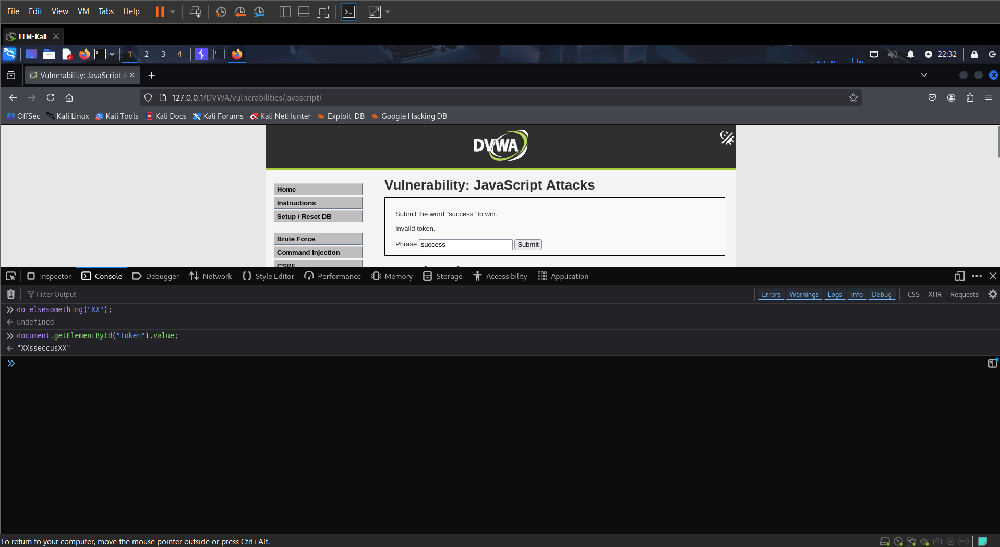 File Edit View VM Tabs Help
LLM-Kali
1 2 3 4 22:32
Vulnerability: JavaScript A
127.0.0.1/DVWA/vulnerabilities/javascript/
OffSec Kali Linux Kali Tools Kali Docs Kali Forums Kali NetHunter Exploit-DB Google Hacking DB
DVWA
Vulnerability: JavaScript Attacks
Home
Instructions
Setup / Reset DB
Submit the word "success" to win.
Invalid token.
Phrase success Submit
Brute Force
Command Injection
CSRF
Inspector Console Debugger Network Style Editor Performance Memory Storage Accessibility Application
Filter Output Errors Warnings Logs Info Debug CSS XHR Requests
do_elsesomething("XX");
undefined
document.getElementById("token").value;
"XXsseccusXX"
To return to your computer, move the mouse pointer outside or press Ctrl+Alt.